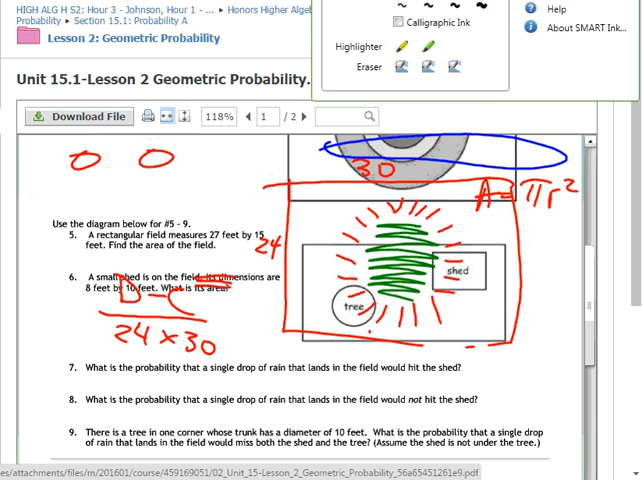 HIGH ALG H S2: Hour 3 - Johnson, Hour 1 - ... > Honors Higher Algebra
Probability > Section 15.1: Probability A
Lesson 2: Geometric Probability
Calligraphic Ink
Highlighter
Eraser
Help
About SMART Ink...
Unit 15.1-Lesson 2 Geometric Probability.
Download File
118%
1 / 2
30
A = πr²
Use the diagram below for #5 - 9.
5. A rectangular field measures 27 feet by 15
feet. Find the area of the field.
24
6. A small shed is on the field, its dimensions are
8 feet by 10 feet. What is its area?
D - C
24 x 30
shed
tree
7. What is the probability that a single drop of rain that lands in the field would hit the shed?
8. What is the probability that a single drop of rain that lands in the field would not hit the shed?
9. There is a tree in one corner whose trunk has a diameter of 10 feet. What is the probability that a single drop
of rain that lands in the field would miss both the shed and the tree? (Assume the shed is not under the tree.)
es/attachments/files/m/201601/course/459169051/02_Unit_15-Lesson_2_Geometric_Probability_56a65451261e9.pdf